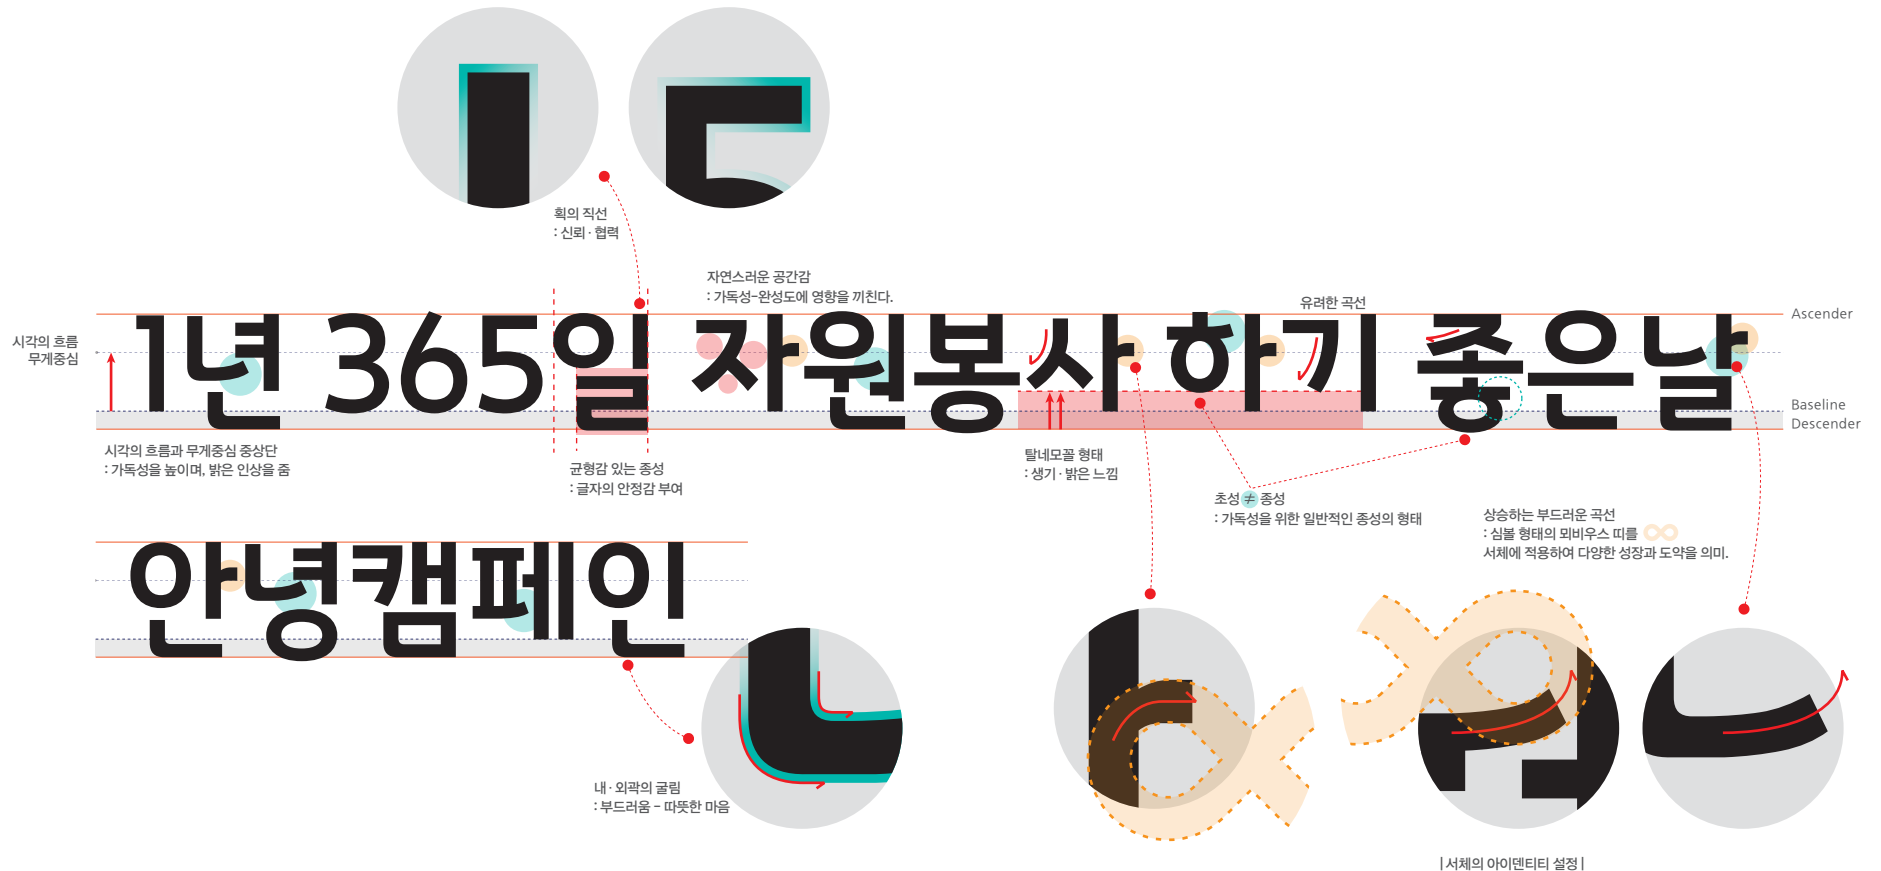 획의 직선
: 신뢰 · 협력
자연스러운 공간감
: 가독성-완성도에 영향을 끼친다.
유려한 곡선
시각의 흐름
무게중심
1년 365일 자원봉사 하기 좋은날
Ascender
Baseline
Descender
시각의 흐름과 무게중심 중상단
: 가독성을 높이며, 밝은 인상을 줌
균형감 있는 종성
: 글자의 안정감 부여
탈네모꼴 형태
: 생기 · 밝은 느낌
초성 ≠ 종성
: 가독성을 위한 일반적인 종성의 형태
상승하는 부드러운 곡선
: 심볼 형태의 뫼비우스 띠를
서체에 적용하여 다양한 성장과 도약을 의미.
안녕캠페인
내 · 외곽의 굴림
: 부드러움 - 따뜻한 마음
| 서체의 아이덴티티 설정 |